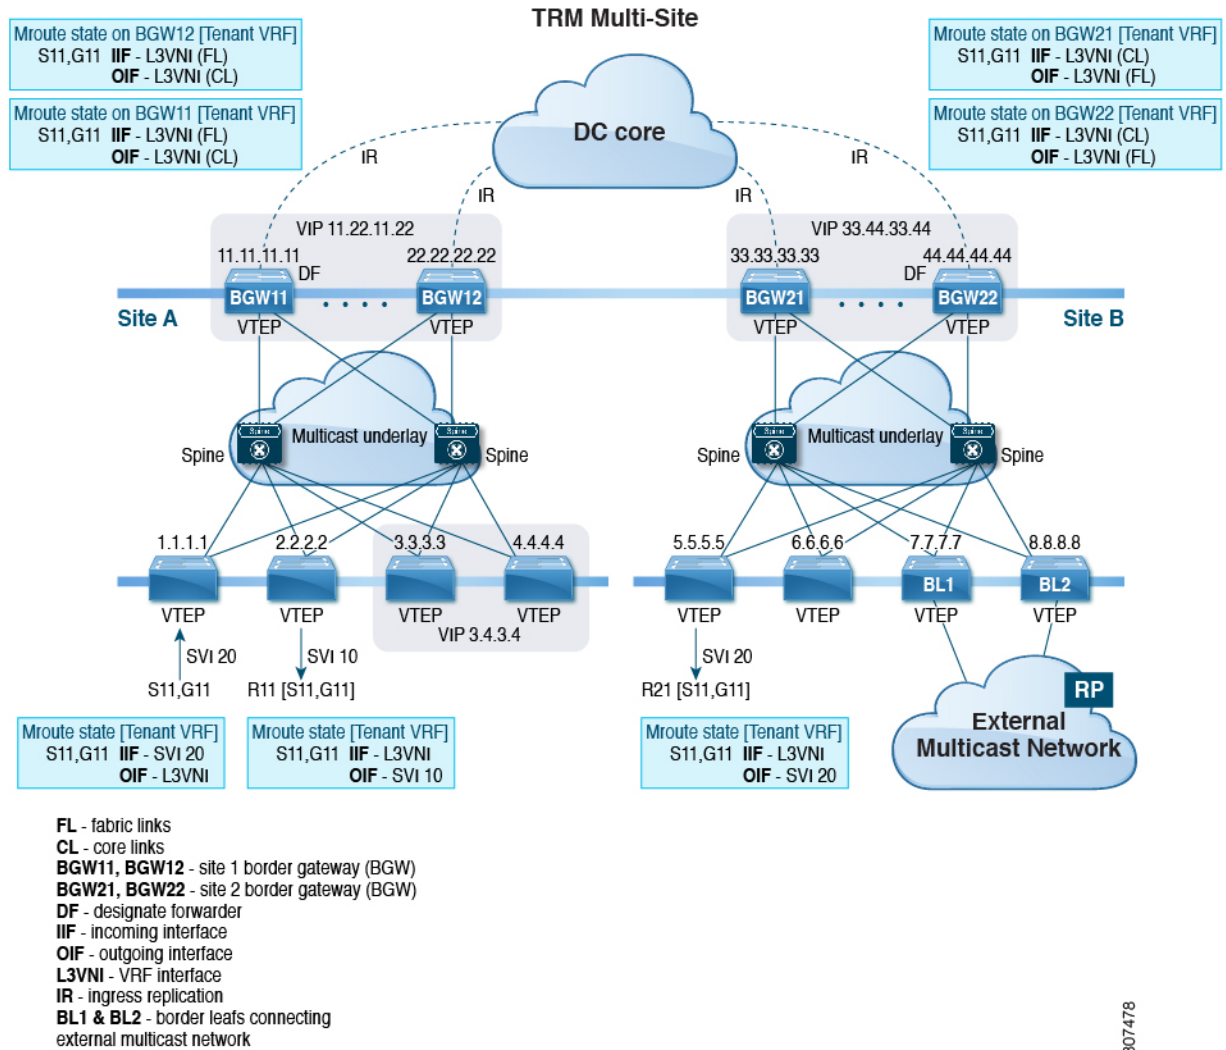 TRM Multi-Site
Mroute state on BGW12 [Tenant VRF]
S11,G11 IIF - L3VNI (FL)
OIF - L3VNI (CL)
Mroute state on BGW11 [Tenant VRF]
S11,G11 IIF - L3VNI (FL)
OIF - L3VNI (CL)
Mroute state on BGW21 [Tenant VRF]
S11,G11 IIF - L3VNI (CL)
OIF - L3VNI (FL)
Mroute state on BGW22 [Tenant VRF]
S11,G11 IIF - L3VNI (CL)
OIF - L3VNI (FL)
DC core
IR
IR
IR
IR
VIP 11.22.11.22
11.11.11.11
22.22.22.22
DF
BGW11
BGW12
VTEP
VTEP
Site A
VIP 33.44.33.44
33.33.33.33
44.44.44.44
DF
BGW21
BGW22
VTEP
VTEP
Site B
Spine
Spine
Multicast underlay
Spine
Spine
Spine
Spine
Multicast underlay
Spine
Spine
1.1.1.1
2.2.2.2
3.3.3.3
4.4.4.4
VTEP
VTEP
VTEP
VTEP
VIP 3.4.3.4
SVI 20
SVI 10
S11,G11
R11 [S11,G11]
5.5.5.5
6.6.6.6
7.7.7.7
8.8.8.8
BL1
BL2
VTEP
VTEP
VTEP
VTEP
SVI 20
R21 [S11,G11]
RP
External
Multicast Network
Mroute state [Tenant VRF]
S11,G11 IIF - SVI 20
OIF - L3VNI
Mroute state [Tenant VRF]
S11,G11 IIF - L3VNI
OIF - SVI 10
Mroute state [Tenant VRF]
S11,G11 IIF - L3VNI
OIF - SVI 20
FL - fabric links
CL - core links
BGW11, BGW12 - site 1 border gateway (BGW)
BGW21, BGW22 - site 2 border gateway (BGW)
DF - designate forwarder
IIF - incoming interface
OIF - outgoing interface
L3VNI - VRF interface
IR - ingress replication
BL1 & BL2 - border leafs connecting
external multicast network